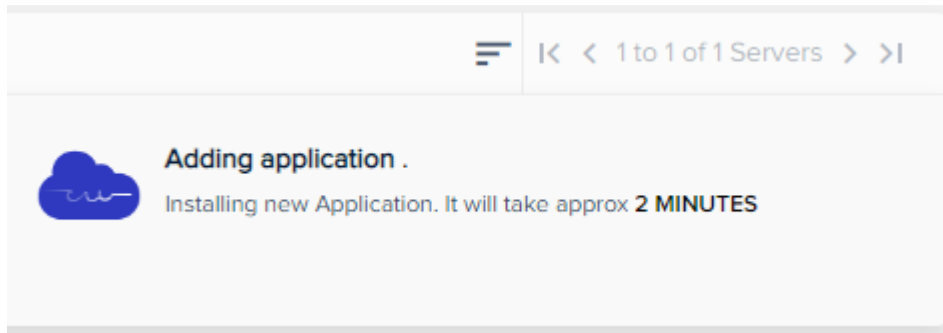 1 to 1 of 1 Servers
Adding application .
Installing new Application. It will take approx 2 MINUTES